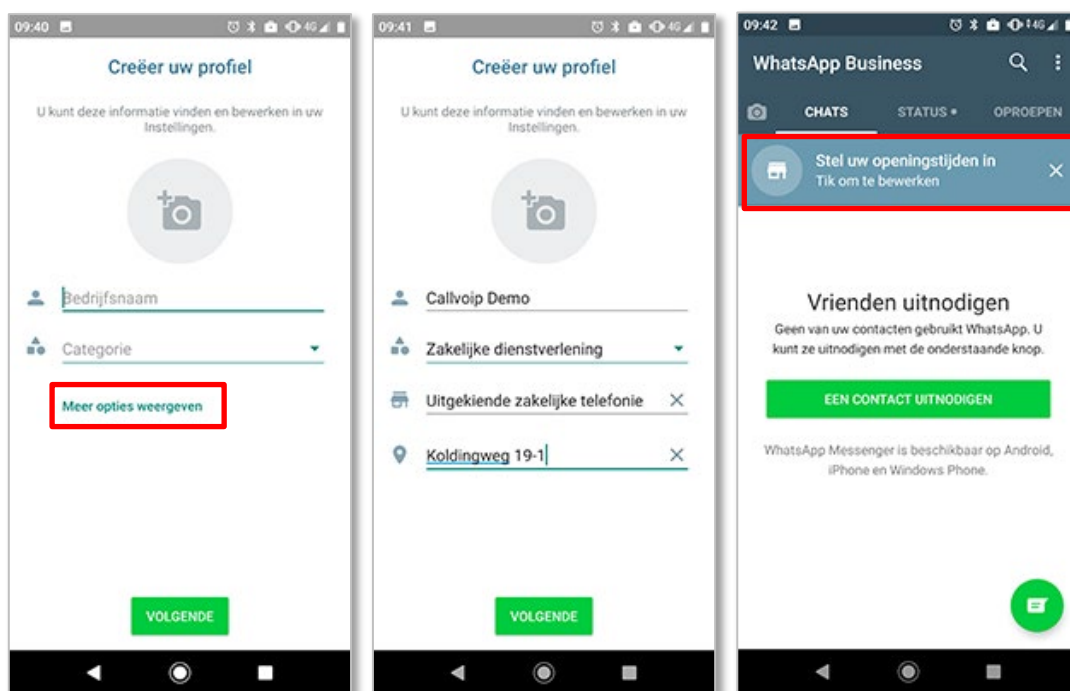 09:40
4G
Creëer uw profiel
U kunt deze informatie vinden en bewerken in uw
Instellingen.
Bedrijfsnaam
Categorie
Meer opties weergeven
VOLGENDE
09:41
4G
Creëer uw profiel
U kunt deze informatie vinden en bewerken in uw
Instellingen.
Callvoip Demo
Zakelijke dienstverlening
Uitgekiende zakelijke telefonie
Koldingweg 19-1
VOLGENDE
09:42
4G
WhatsApp Business
CHATS STATUS OPROEPEN
Stel uw openingstijden in
Tik om te bewerken
Vrienden uitnodigen
Geen van uw contacten gebruikt WhatsApp. U
kunt ze uitnodigen met de onderstaande knop.
EEN CONTACT UITNODIGEN
WhatsApp Messenger is beschikbaar op Android,
iPhone en Windows Phone.